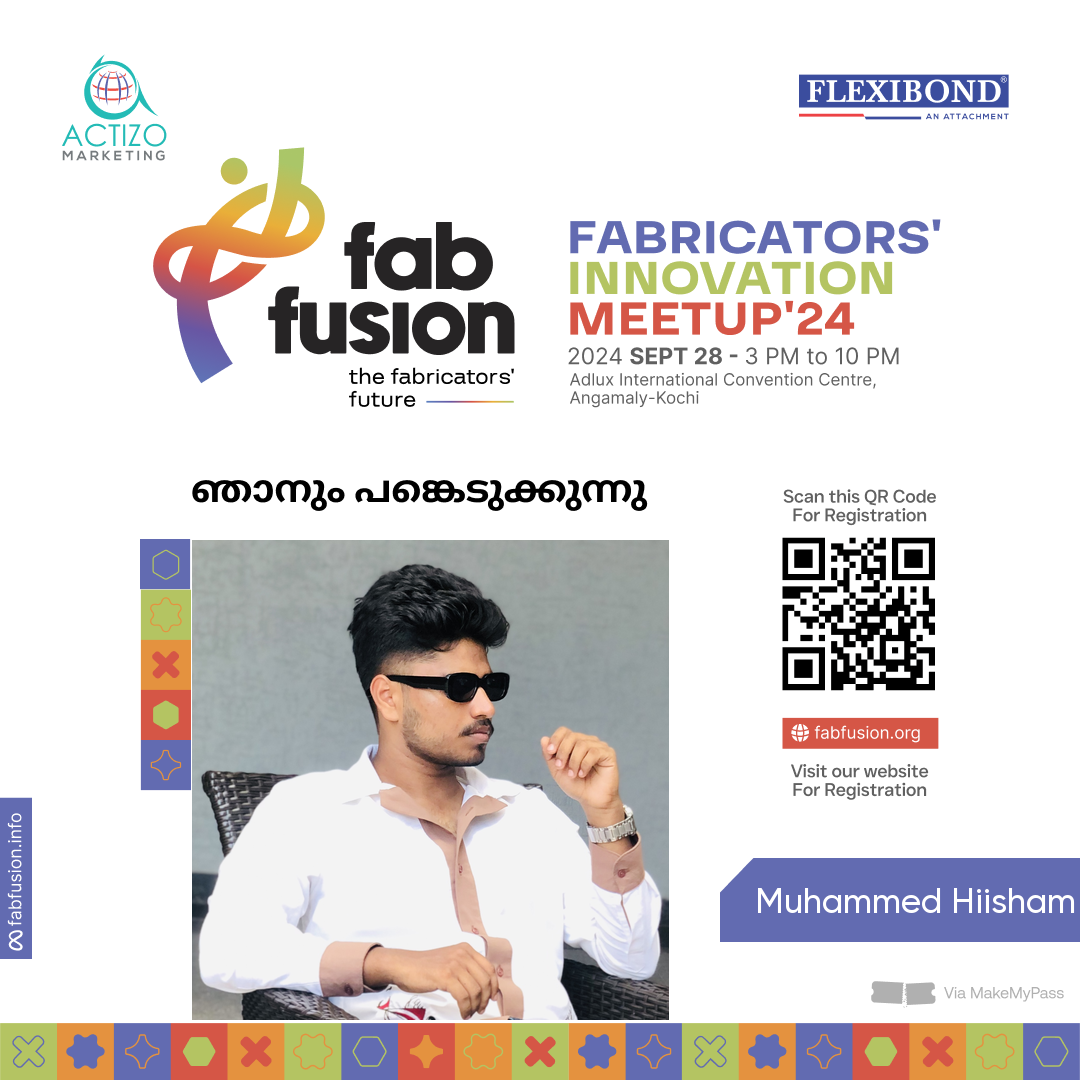 ACTIZO
MARKETING
FLEXIBOND®
AN ATTACHMENT
fab
fusion
the fabricators'
future
FABRICATORS'
INNOVATION
MEETUP'24
2024 SEPT 28 - 3 PM to 10 PM
Adlux International Convention Centre,
Angamaly-Kochi
ഞാനും പങ്കെടുക്കുന്നു
Scan this QR Code
For Registration
fabfusion.org
Visit our website
For Registration
fabfusion.info
Muhammed Hiisham
Via MakeMyPass